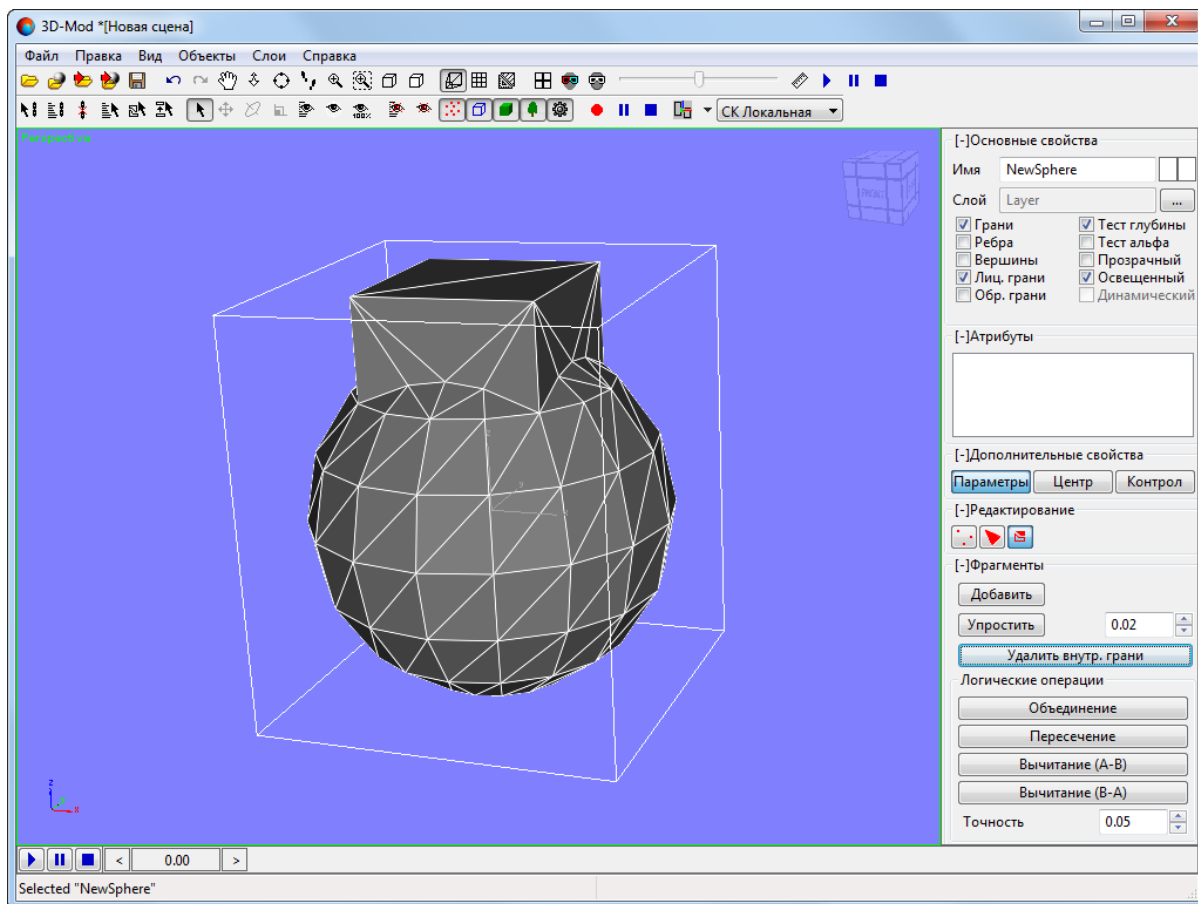 3D-Mod *[Новая сцена]
Файл Правка Вид Объекты Слои Справка
100% СК Локальная
Perspective
FRONT
[-]Основные свойства
Имя NewSphere
Слой Layer ...
Грани Тест глубины
Ребра Тест альфа
Вершины Прозрачный
Лиц. грани Освещенный
Обр. грани Динамический
[-]Атрибуты
[-]Дополнительные свойства
Параметры Центр Контрол
[-]Редактирование
[-]Фрагменты
Добавить
Упростить 0.02
Удалить внутр. грани
Логические операции
Объединение
Пересечение
Вычитание (A-B)
Вычитание (B-A)
Точность 0.05
z
y
x
z
y
x
< 0.00 >
Selected "NewSphere"